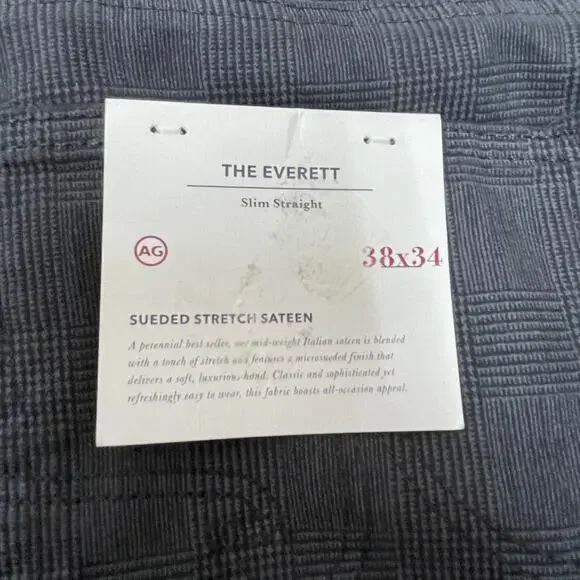 THE EVERETT
Slim Straight
AG
38x34
SUEDED STRETCH SATEEN
A perennial best seller, our mid-weight Italian sateen is blended
with a touch of stretch and features a microsueded finish that
delivers a soft, luxurious hand. Classic and sophisticated yet
refreshingly easy to wear, this fabric boasts all-occasion appeal.